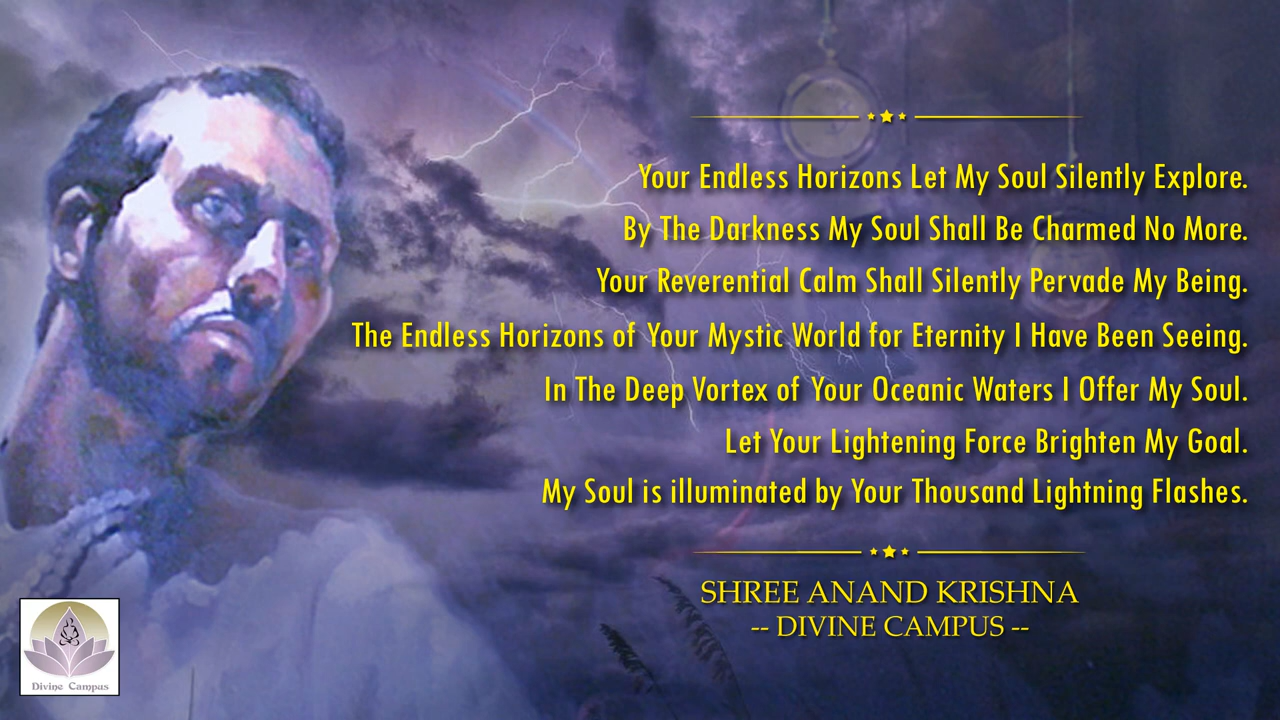 Your Endless Horizons Let My Soul Silently Explore.
By The Darkness My Soul Shall Be Charmed No More.
Your Reverential Calm Shall Silently Pervade My Being.
The Endless Horizons of Your Mystic World for Eternity I Have Been Seeing.
In The Deep Vortex of Your Oceanic Waters I Offer My Soul.
Let Your Lightening Force Brighten My Goal.
My Soul is illuminated by Your Thousand Lightning Flashes.
SHREE ANAND KRISHNA
-- DIVINE CAMPUS --
Divine Campus